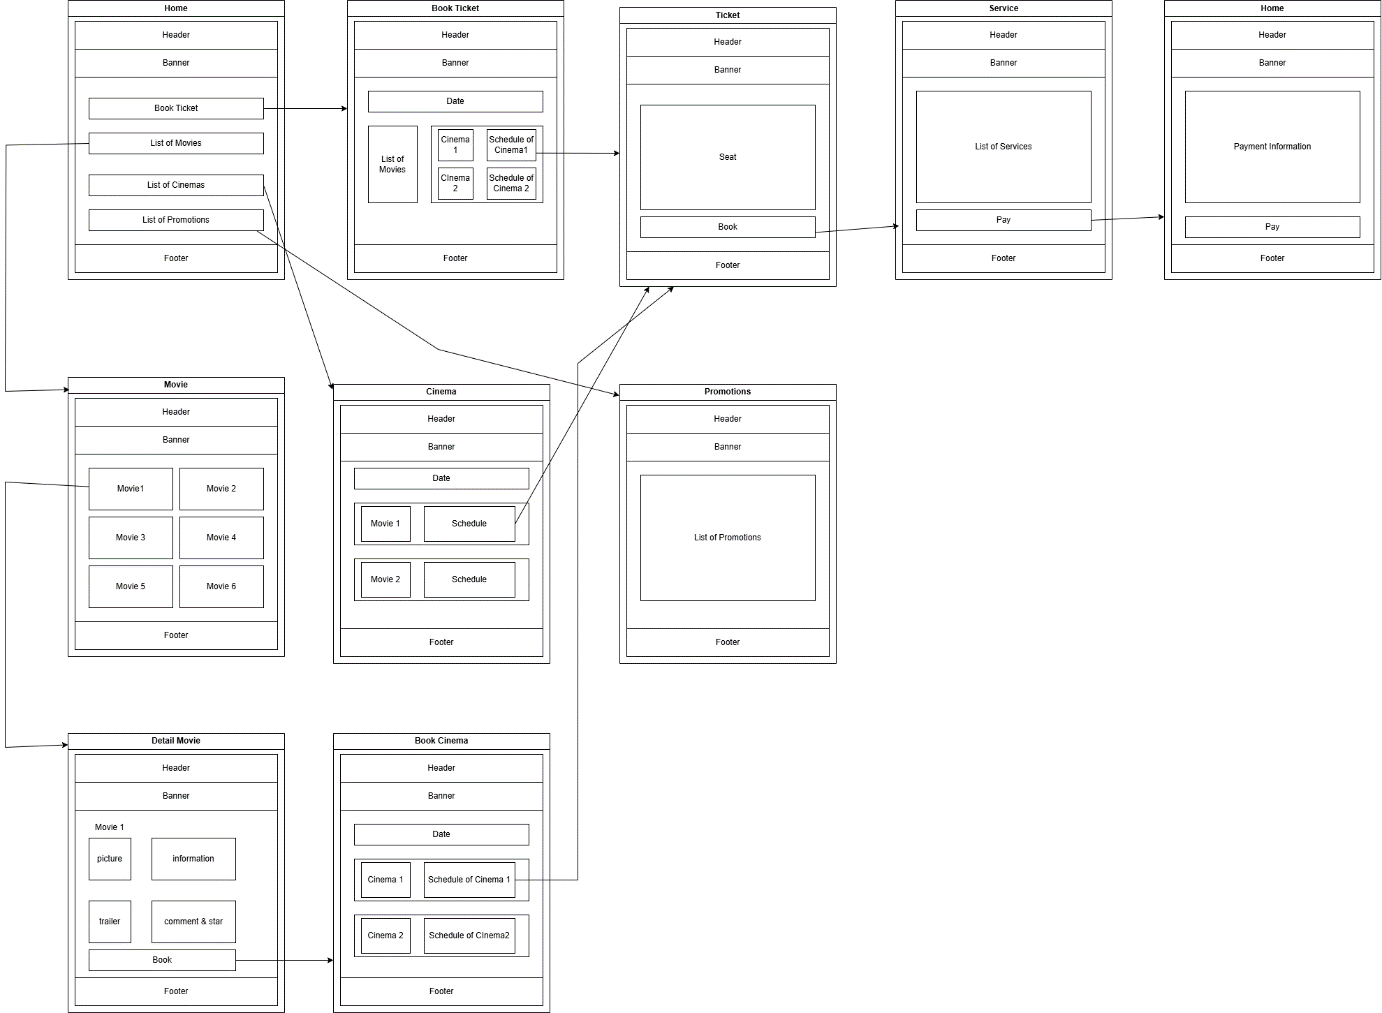 Home
Header
Banner
Book Ticket
List of Movies
List of Cinemas
List of Promotions
Footer
Book Ticket
Header
Banner
Date
List of
Movies
Cinema
1
Schedule of
Cinema1
CInema
2
Schedule of
Cinema 2
Footer
Ticket
Header
Banner
Seat
Book
Footer
Service
Header
Banner
List of Services
Pay
Footer
Home
Header
Banner
Payment Information
Pay
Footer
Movie
Header
Banner
Movie1
Movie 2
Movie 3
Movie 4
Movie 5
Movie 6
Footer
Cinema
Header
Banner
Date
Movie 1
Schedule
Movie 2
Schedule
Footer
Promotions
Header
Banner
List of Promotions
Footer
Detail Movie
Header
Banner
Movie 1
picture
information
trailer
comment & star
Book
Footer
Book Cinema
Header
Banner
Date
Cinema 1
Schedule of Cinema 1
Cinema 2
Schedule of CInema2
Footer